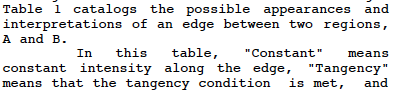 Table 1 catalogs the possible appearances and
interpretations of an edge between two regions,
A and B.
In this table, "Constant" means
constant intensity along the edge, "Tangency"
means that the tangency condition is met, and